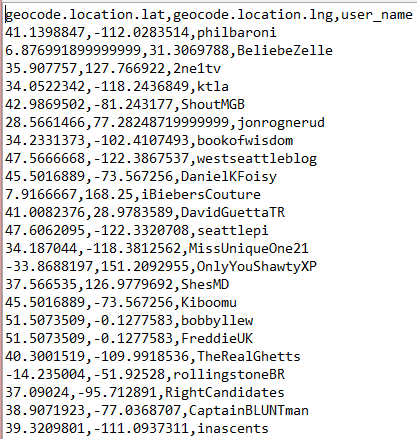 geocode.location.lat,geocode.location.lng,user_name
41.1398847,-112.0283514,philbaroni
6.876991899999999,31.3069788,BeliebeZelle
35.907757,127.766922,2ne1tv
34.0522342,-118.2436849,ktla
42.9869502,-81.243177,ShoutMGB
28.5661466,77.28248719999999,jonrognerud
34.2331373,-102.4107493,bookofwisdom
47.5666668,-122.3867537,westseattleblog
45.5016889,-73.567256,DanielKFoisy
7.9166667,168.25,iBiebersCouture
41.0082376,28.9783589,DavidGuettaTR
47.6062095,-122.3320708,seattlepi
34.187044,-118.3812562,MissUniqueOne21
-33.8688197,151.2092955,OnlyYouShawtyXP
37.566535,126.9779692,ShesMD
45.5016889,-73.567256,Kiboomu
51.5073509,-0.1277583,bobbyllew
51.5073509,-0.1277583,FreddieUK
40.3001519,-109.9918536,TheRealGhetts
-14.235004,-51.92528,rollingstoneBR
37.09024,-95.712891,RightCandidates
38.9071923,-77.0368707,CaptainBLUNTman
39.3209801,-111.0937311,inascents